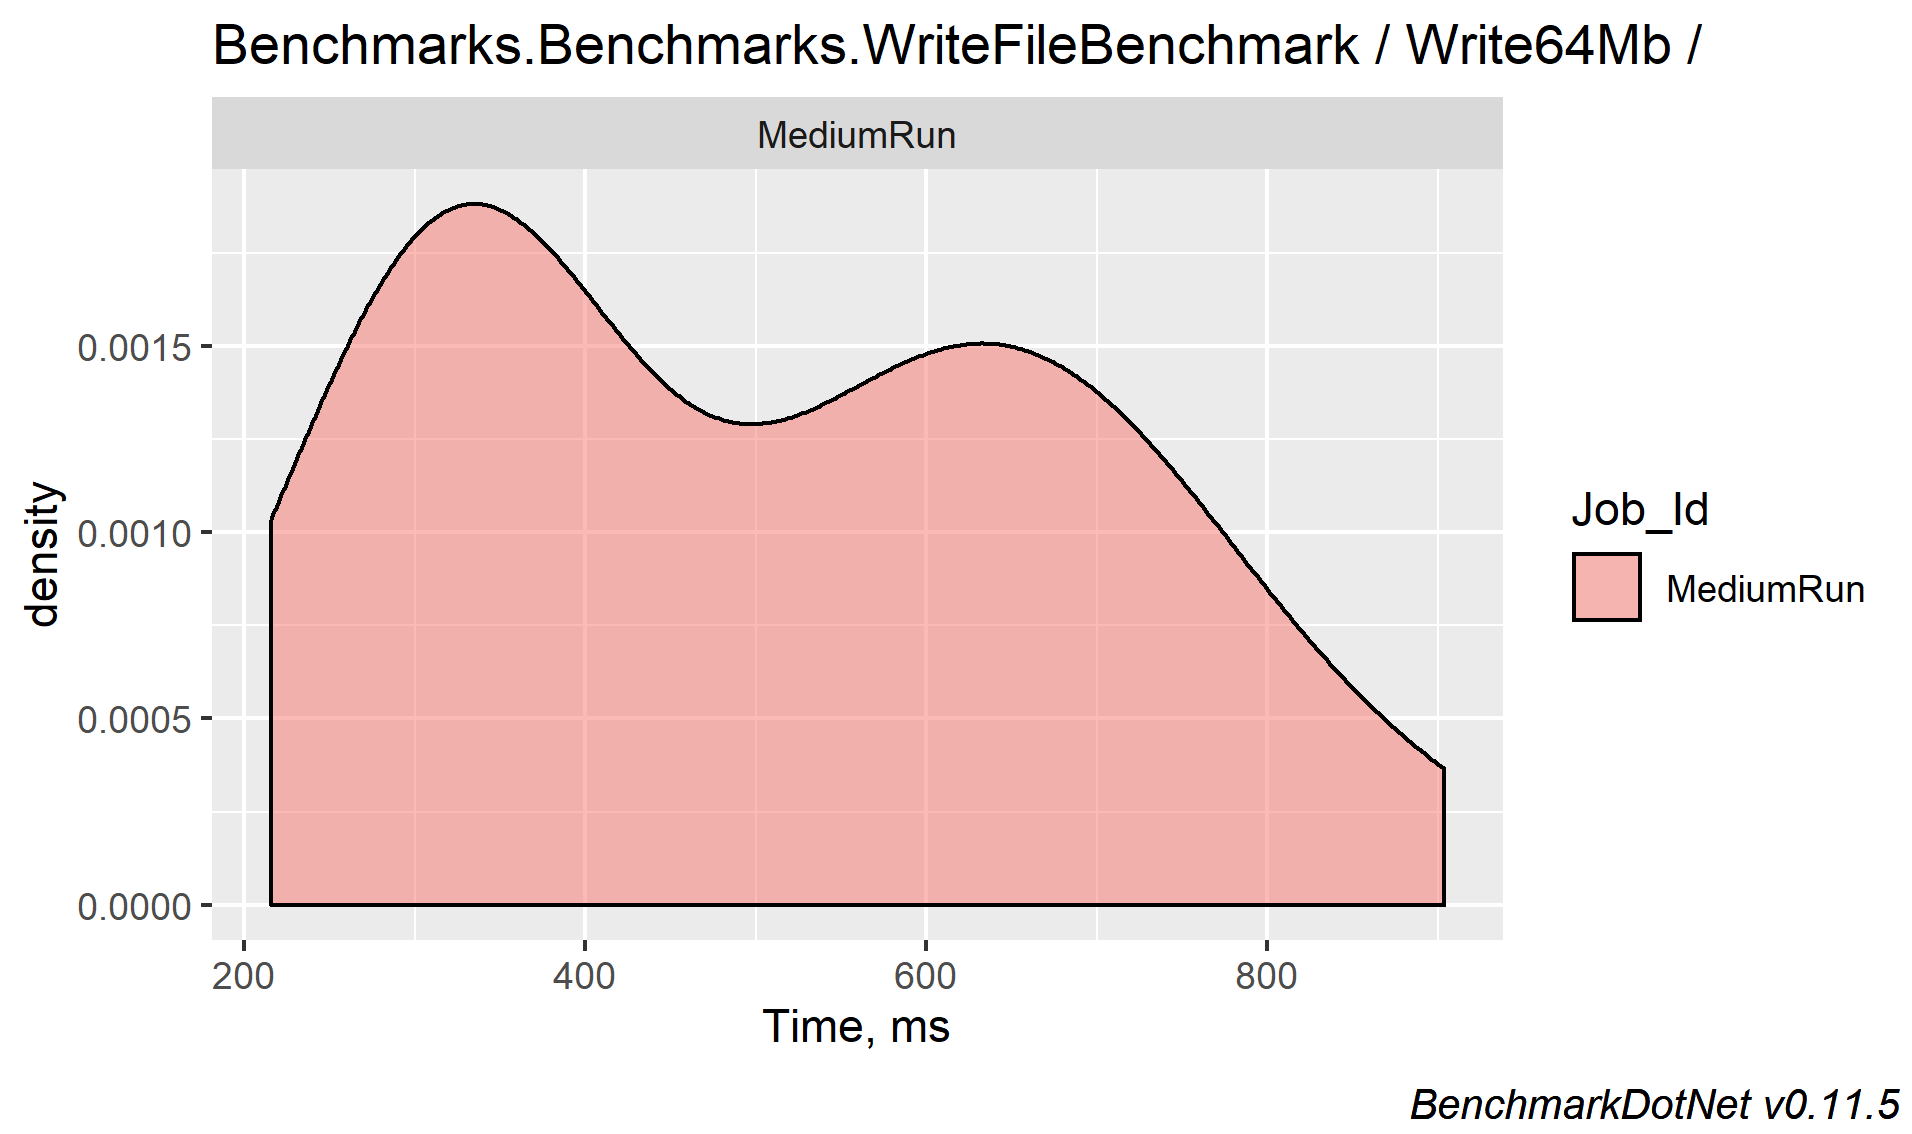 Benchmarks.Benchmarks.WriteFileBenchmark / Write64Mb /
MediumRun
density
0.0015
0.0010
0.0005
0.0000
200 400 600 800
Time, ms
Job_Id
MediumRun
BenchmarkDotNet v0.11.5